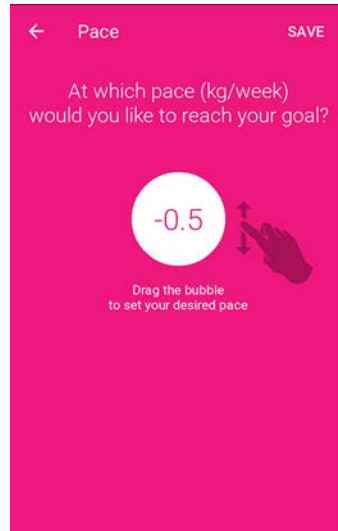 Pace
SAVE
At which pace (kg/week)
would you like to reach your goal?
-0.5
Drag the bubble
to set your desired pace